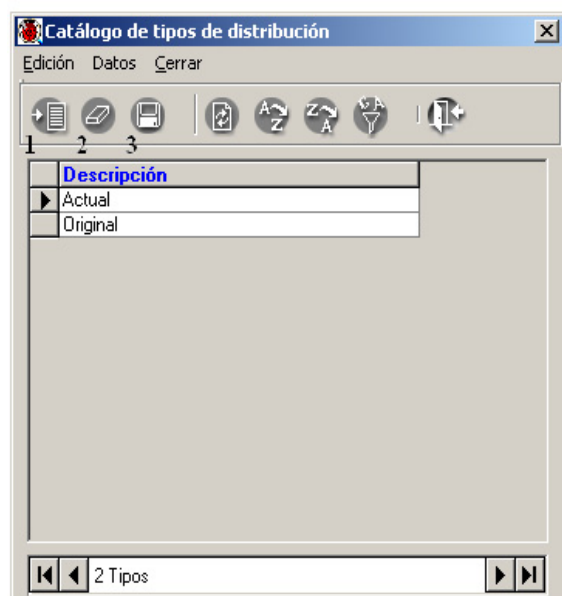 Catálogo de tipos de distribución
Edición Datos Cerrar
A Z Z A
1 2 3
Descripción
Actual
Original
2 Tipos